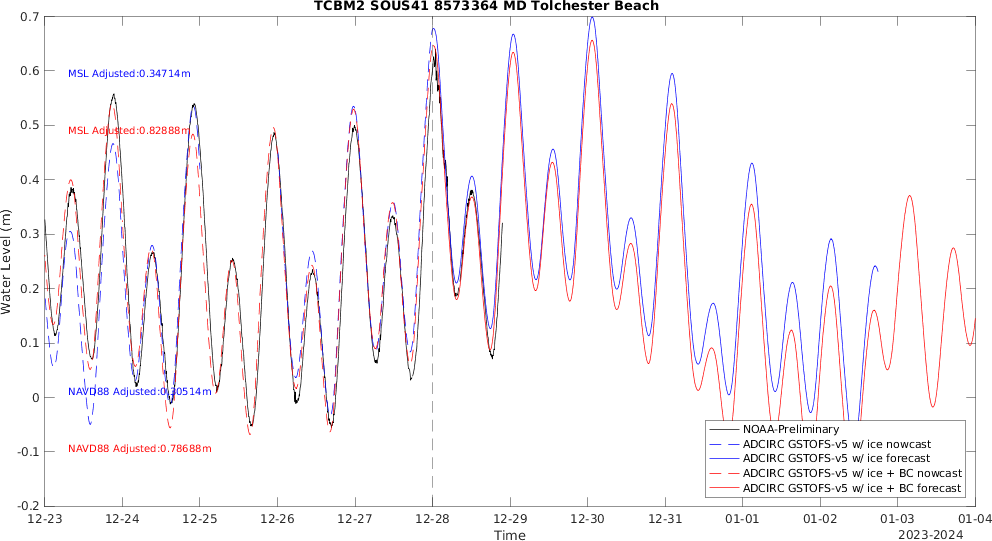 TCBM2 SOUS41 8573364 MD Tolchester Beach
Water Level (m)
0.7
0.6
0.5
0.4
0.3
0.2
0.1
0
-0.1
-0.2
MSL Adjusted:0.34714m
MSL Adjusted:0.82888m
NAVD88 Adjusted:0.30514m
NAVD88 Adjusted:0.78688m
NOAA-Preliminary
ADCIRC GSTOFS-v5 w/ ice nowcast
ADCIRC GSTOFS-v5 w/ ice forecast
ADCIRC GSTOFS-v5 w/ ice + BC nowcast
ADCIRC GSTOFS-v5 w/ ice + BC forecast
12-23 12-24 12-25 12-26 12-27 12-28 12-29 12-30 12-31 01-01 01-02 01-03 01-04
Time
2023-2024